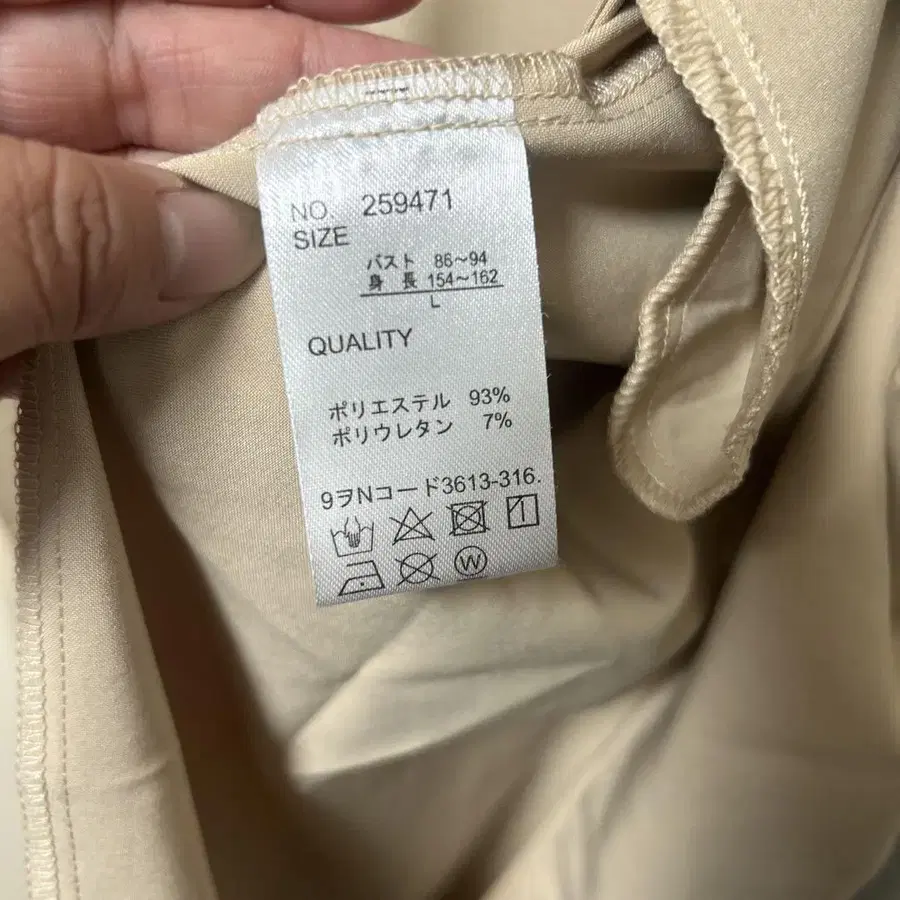 NO. 259471
SIZE
バスト 86～94
身 長 154～162
L
QUALITY
ポリエステル 93%
ポリウレタン 7%
9ヲNコード3613-316.
W